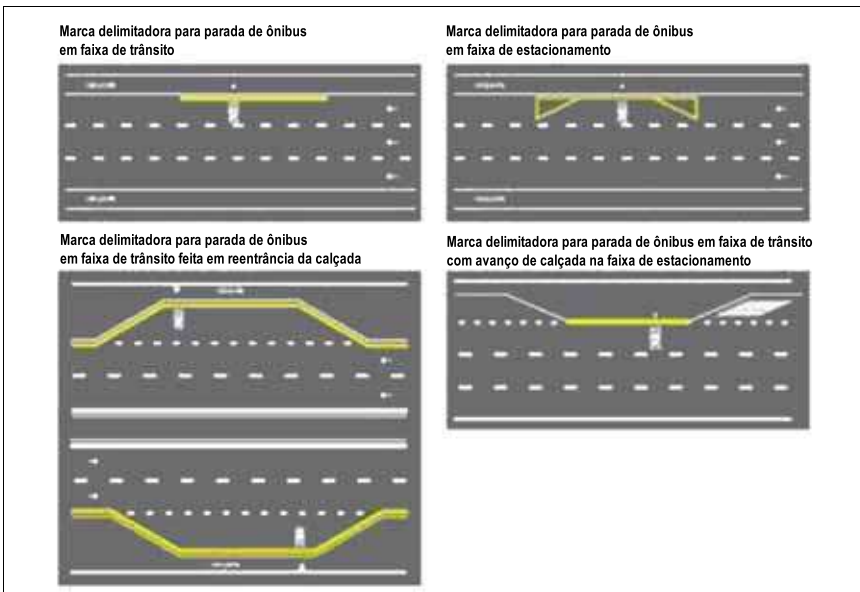 Marca delimitadora para parada de ônibus
em faixa de trânsito
Marca delimitadora para parada de ônibus
em faixa de estacionamento
Marca delimitadora para parada de ônibus
em faixa de trânsito feita em reentrância da calçada
Marca delimitadora para parada de ônibus em faixa de trânsito
com avanço de calçada na faixa de estacionamento